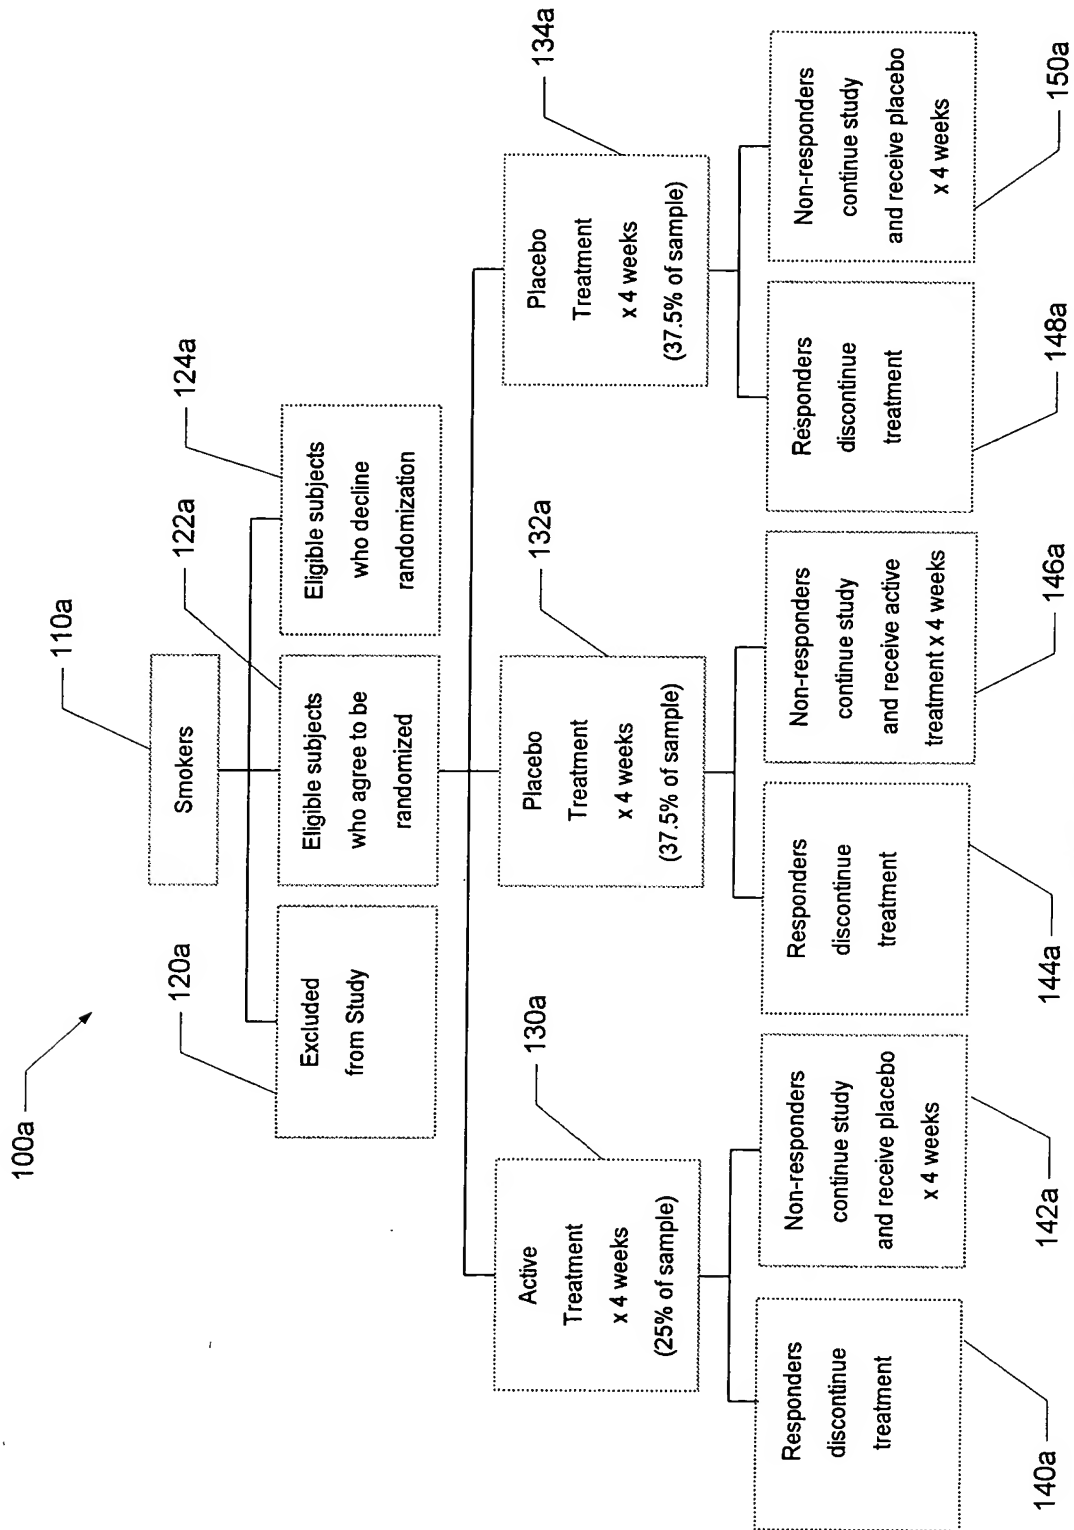 100a
110a
Smokers
120a
122a
124a
Excluded
from Study
Eligible subjects
who agree to be
randomized
Eligible subjects
who decline
randomization
130a
132a
134a
Active
Treatment
x 4 weeks
(25% of sample)
Placebo
Treatment
x 4 weeks
(37.5% of sample)
Placebo
Treatment
x 4 weeks
(37.5% of sample)
Responders
discontinue
treatment
Non-responders
continue study
and receive placebo
x 4 weeks
Responders
discontinue
treatment
Non-responders
continue study
and receive active
treatment x 4 weeks
Responders
discontinue
treatment
Non-responders
continue study
and receive placebo
x 4 weeks
140a
142a
144a
146a
148a
150a